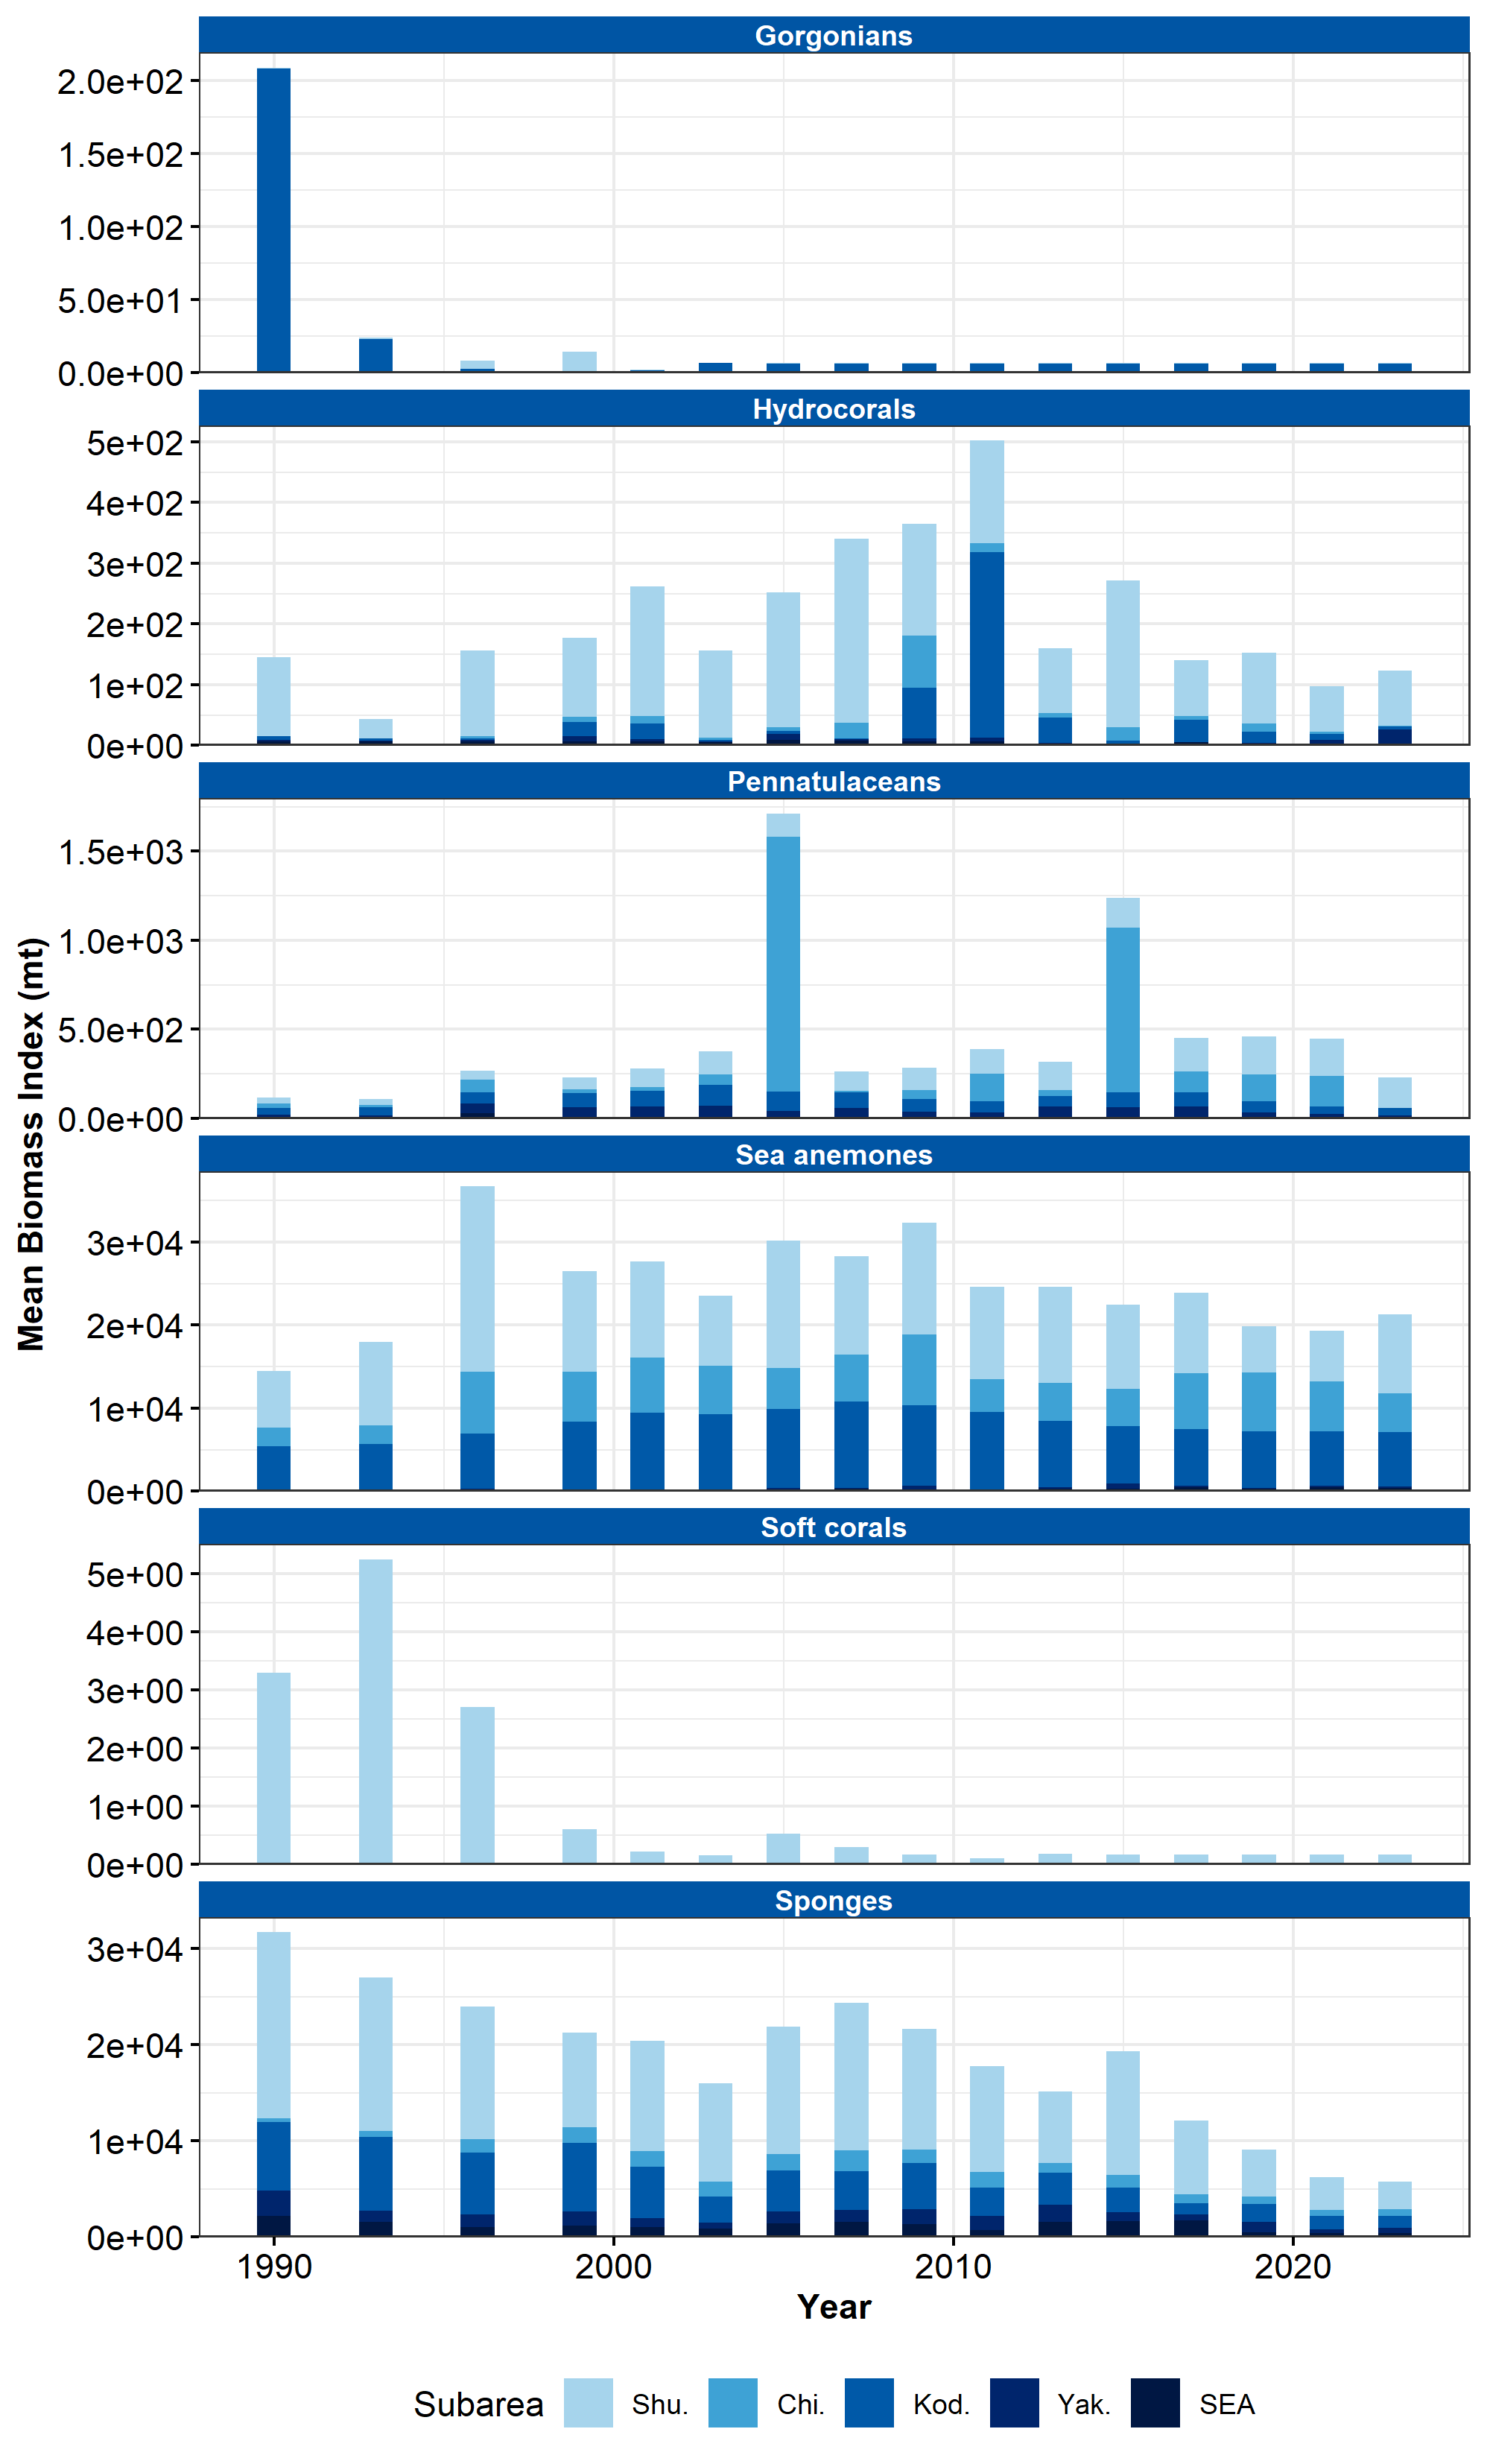 Gorgonians
2.0e+02
1.5e+02
1.0e+02
5.0e+01
0.0e+00
Hydrocorals
5e+02
4e+02
3e+02
2e+02
1e+02
0e+00
Pennatulaceans
1.5e+03
1.0e+03
5.0e+02
0.0e+00
Sea anemones
3e+04
2e+04
1e+04
0e+00
Soft corals
5e+00
4e+00
3e+00
2e+00
1e+00
0e+00
Sponges
3e+04
2e+04
1e+04
0e+00
Mean Biomass Index (mt)
1990 2000 2010 2020
Year
Subarea Shu. Chi. Kod. Yak. SEA